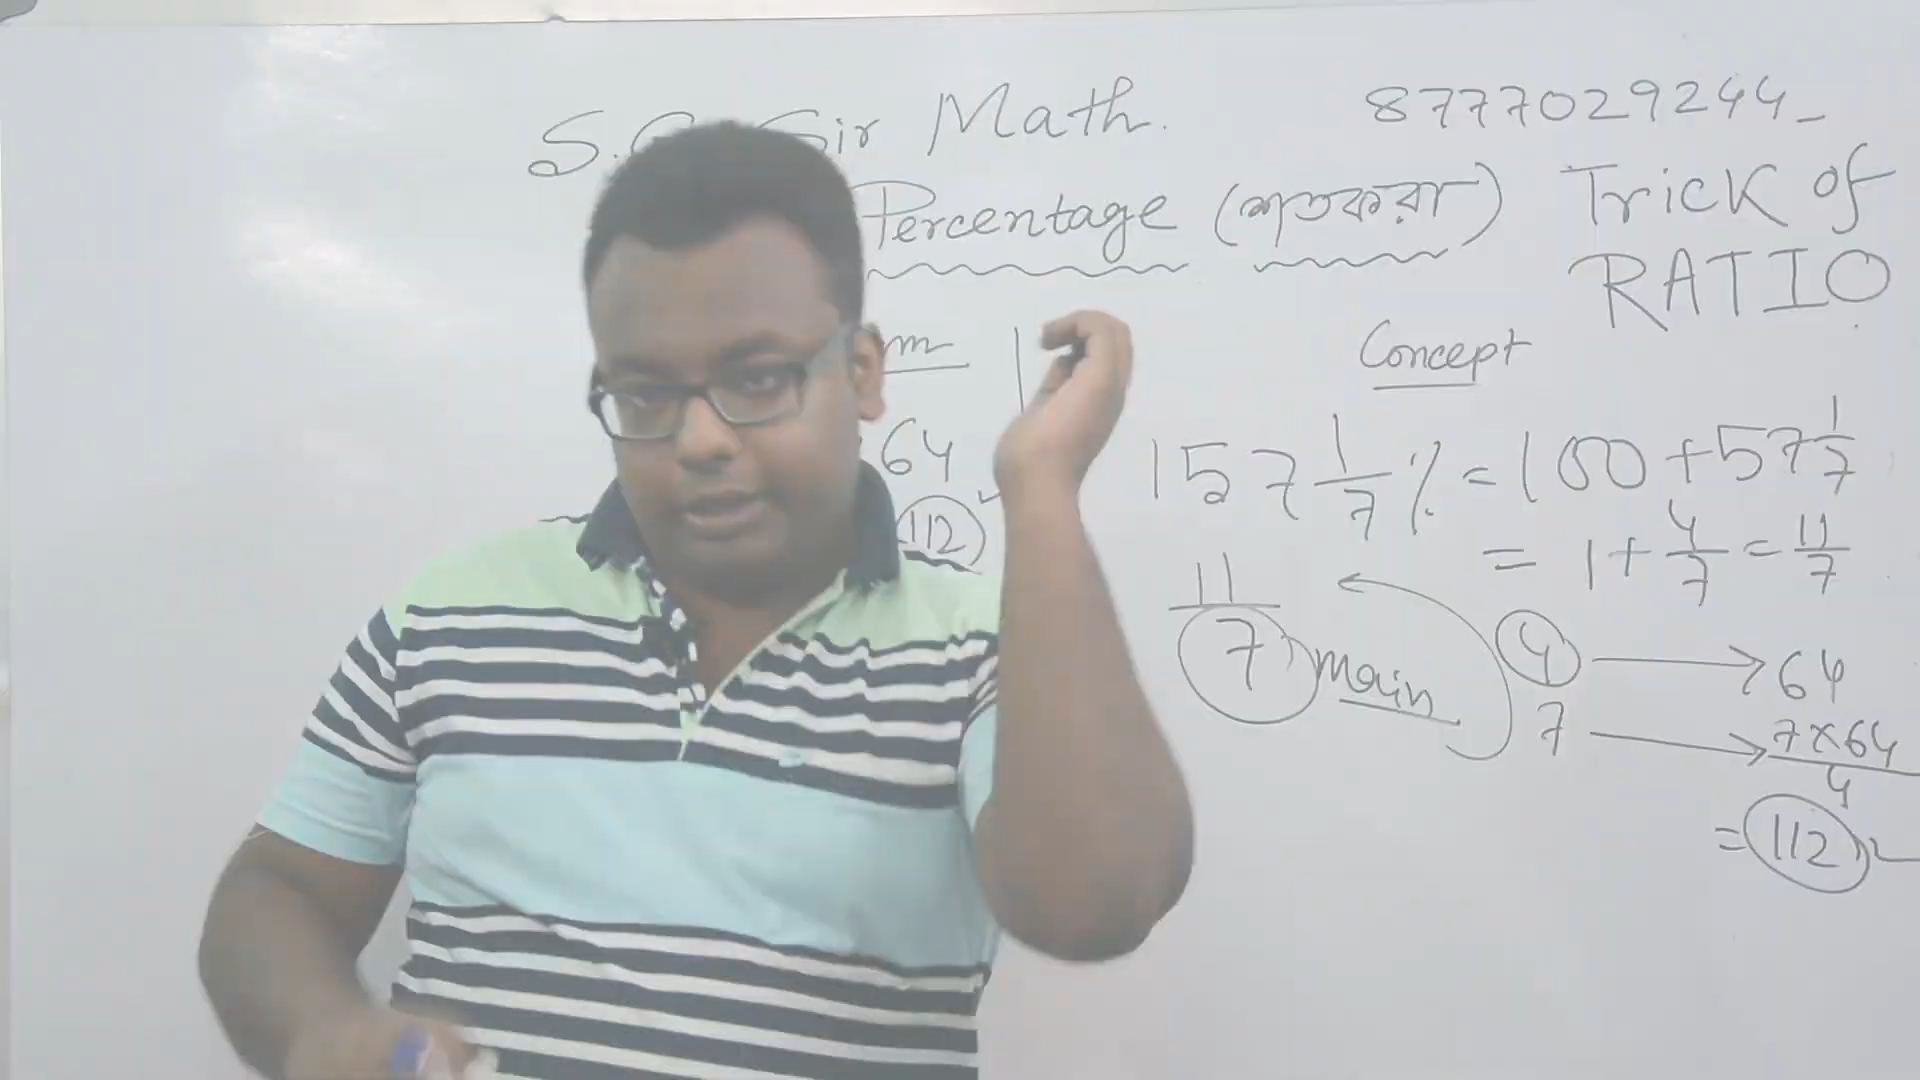 Sir Math.
8777029244
Percentage (শতকরা)
Trick of
RATIO
Concept
64
112
157 1/7 % = 100 + 57 1/7
= 1 + 4/7 = 11/7
11/7 main
4 → 64
7 → 7×64/4
= 112